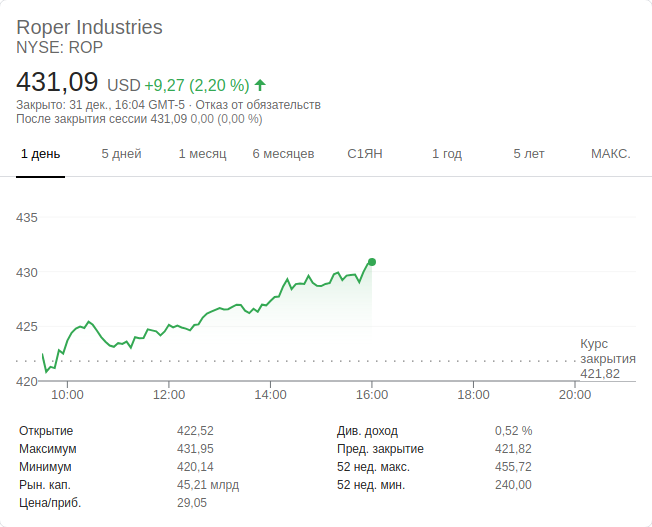 Roper Industries
NYSE: ROP
431,09 USD +9,27 (2,20 %)
Закрыто: 31 дек., 16:04 GMT-5 · Отказ от обязательств
После закрытия сессии 431,09 0,00 (0,00 %)
1 день 5 дней 1 месяц 6 месяцев С1ЯН 1 год 5 лет МАКС.
435
430
425
420
Курс
закрытия
421,82
10:00 12:00 14:00 16:00 18:00 20:00
Открытие 422,52 Див. доход 0,52 %
Максимум 431,95 Пред. закрытие 421,82
Минимум 420,14 52 нед. макс. 455,72
Рын. кап. 45,21 млрд 52 нед. мин. 240,00
Цена/приб. 29,05